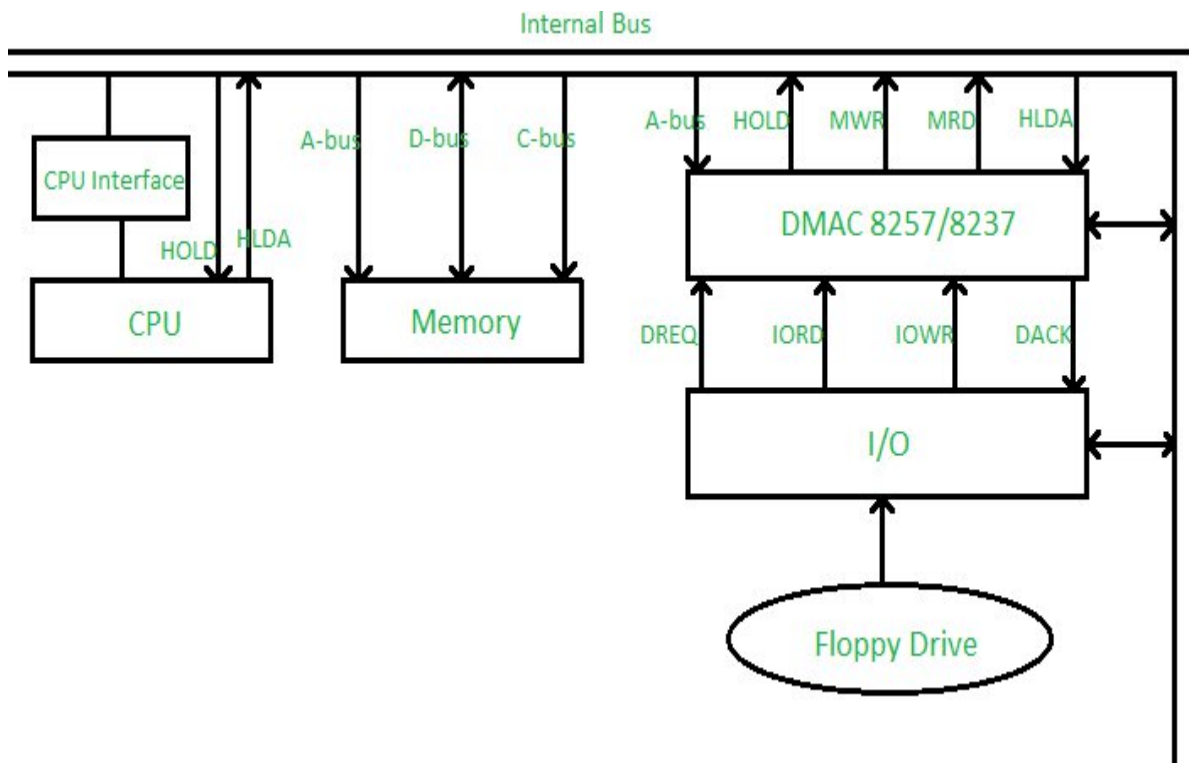 Internal Bus
A-bus HOLD MWR MRD HLDA
A-bus D-bus C-bus
CPU Interface
DMAC 8257/8237
HOLD HLDA
CPU
Memory
DREQ IORD IOWR DACK
I/O
Floppy Drive